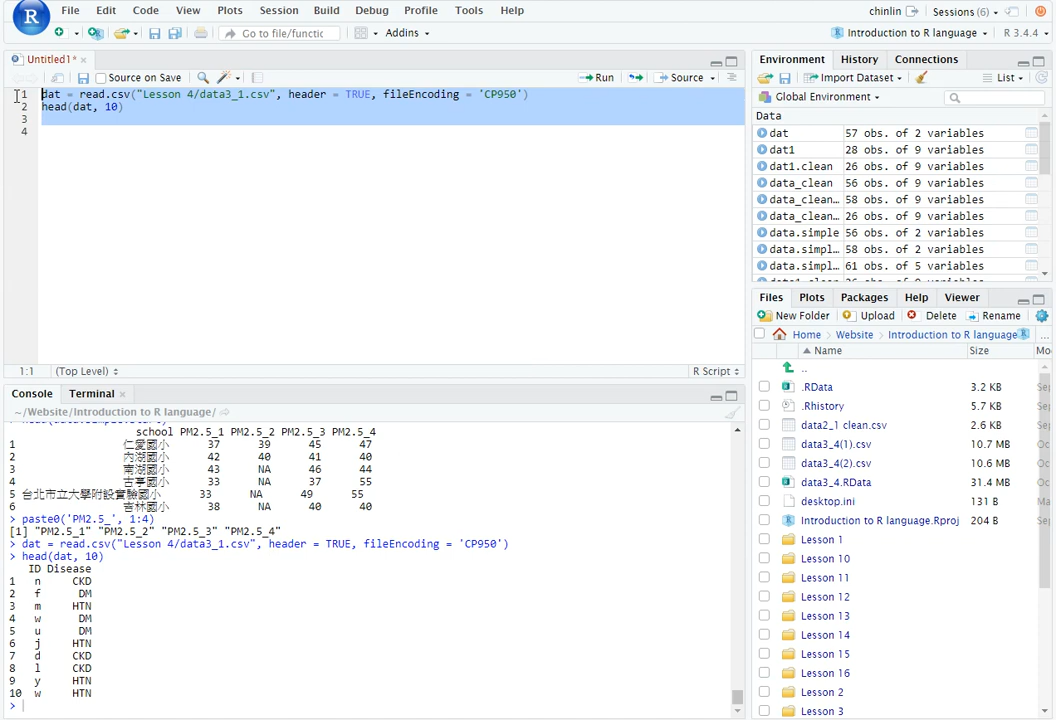 File Edit Code View Plots Session Build Debug Profile Tools Help
chinlin Sessions (6)
Go to file/functic Addins
Introduction to R language R 3.4.4
Untitled1*
Source on Save Run Source
1 dat = read.csv("Lesson 4/data3_1.csv", header = TRUE, fileEncoding = 'CP950')
2 head(dat, 10)
3
4
1:1 (Top Level) R Script
Console Terminal
~/Website/Introduction to R language/
school PM2.5_1 PM2.5_2 PM2.5_3 PM2.5_4
1 仁愛國小 37 39 45 47
2 內湖國小 42 40 41 40
3 南湖國小 43 NA 46 44
4 古亭國小 33 NA 37 55
5 台北市立大學附設實驗國小 33 NA 49 55
6 吉林國小 38 NA 40 40
> paste0('PM2.5_', 1:4)
[1] "PM2.5_1" "PM2.5_2" "PM2.5_3" "PM2.5_4"
> dat = read.csv("Lesson 4/data3_1.csv", header = TRUE, fileEncoding = 'CP950')
> head(dat, 10)
ID Disease
1 n CKD
2 f DM
3 m HTN
4 w DM
5 u DM
6 j HTN
7 d CKD
8 l CKD
9 y HTN
10 w HTN
>
Environment History Connections
Import Dataset List
Global Environment
Data
dat 57 obs. of 2 variables
dat1 28 obs. of 9 variables
dat1.clean 26 obs. of 9 variables
data_clean 56 obs. of 9 variables
data_clean… 58 obs. of 9 variables
data_clean… 26 obs. of 9 variables
data.simple 56 obs. of 2 variables
data.simpl… 58 obs. of 2 variables
data.simpl… 61 obs. of 5 variables
Files Plots Packages Help Viewer
New Folder Upload Delete Rename
Home Website Introduction to R language ...
Name Size Mo
..
.RData 3.2 KB Sep
.Rhistory 5.7 KB Sep
data2_1 clean.csv 2.6 KB Sep
data3_4(1).csv 10.7 MB Oc
data3_4(2).csv 10.6 MB Oc
data3_4.RData 31.4 MB Oc
desktop.ini 131 B Oc
Introduction to R language.Rproj 204 B Sep
Lesson 1
Lesson 10
Lesson 11
Lesson 12
Lesson 13
Lesson 14
Lesson 15
Lesson 16
Lesson 2
Lesson 3